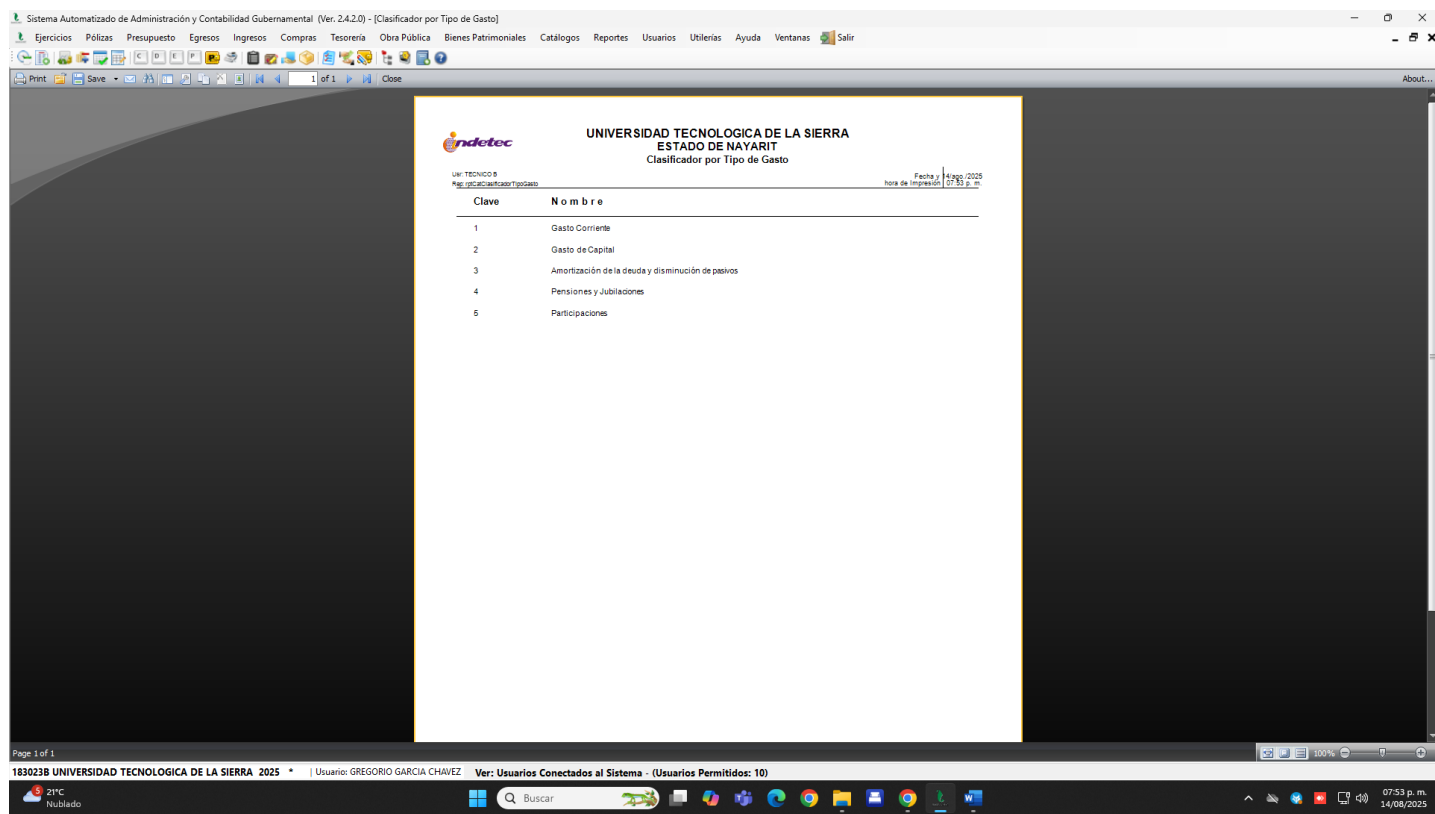 Sistema Automatizado de Administración y Contabilidad Gubernamental (Ver. 2.4.2.0) - [Clasificador por Tipo de Gasto]
Ejercicios Pólizas Presupuesto Egresos Ingresos Compras Tesorería Obra Pública Bienes Patrimoniales Catálogos Reportes Usuarios Utilerías Ayuda Ventanas Salir
C D E P P
Print Save 1 of 1 Close About...
indetec
UNIVERSIDAD TECNOLOGICA DE LA SIERRA
ESTADO DE NAYARIT
Clasificador por Tipo de Gasto
Usr: TECNICO B
Rep: rptCatClasificadorTipoGasto
Fecha y 14/ago./2025
hora de Impresión 07:53 p. m.
Clave Nombre
1 Gasto Corriente
2 Gasto de Capital
3 Amortización de la deuda y disminución de pasivos
4 Pensiones y Jubilaciones
5 Participaciones
Page 1 of 1 100%
183023B UNIVERSIDAD TECNOLOGICA DE LA SIERRA 2025 * | Usuario: GREGORIO GARCIA CHAVEZ Ver: Usuarios Conectados al Sistema - (Usuarios Permitidos: 10)
5 21°C
Nublado
Buscar
07:53 p. m.
14/08/2025